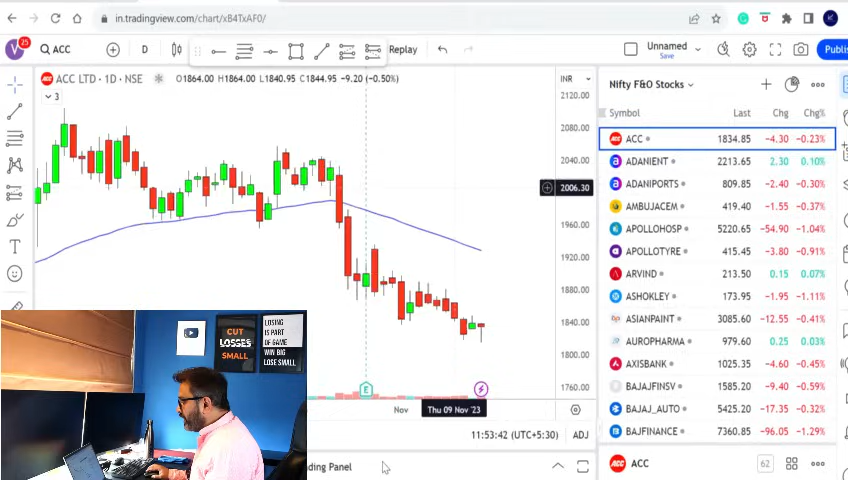 in.tradingview.com/chart/xB4TxAF0/
25
ACC
D
Replay
Unnamed
Save
Publi
ACC LTD · 1D · NSE
O1864.00 H1864.00 L1840.95 C1844.95 −9.20 (−0.50%)
3
INR
2120.00
2080.00
2040.00
2006.30
1960.00
1920.00
1880.00
1840.00
1800.00
1760.00
E
Nov
Thu 09 Nov '23
11:53:42 (UTC+5:30)
ADJ
ding Panel
Nifty F&O Stocks
Symbol Last Chg Chg%
ACC 1834.85 −4.30 −0.23%
ADANIENT 2213.65 2.30 0.10%
ADANIPORTS 809.85 −2.40 −0.30%
AMBUJACEM 419.40 −1.55 −0.37%
APOLLOHOSP 5220.65 −54.90 −1.04%
APOLLOTYRE 415.45 −3.80 −0.91%
ARVIND 213.50 0.15 0.07%
ASHOKLEY 173.95 −1.95 −1.11%
ASIANPAINT 3085.60 −12.55 −0.41%
AUROPHARMA 979.60 0.25 0.03%
AXISBANK 1025.35 −4.60 −0.45%
BAJAJFINSV 1585.20 −9.40 −0.59%
BAJAJ_AUTO 5425.20 −17.35 −0.32%
BAJFINANCE 7360.85 −96.05 −1.29%
ACC
62
CUT
LOSSES
SMALL
LOSING
IS PART
OF GAME
WIN BIG
LOSE SMALL